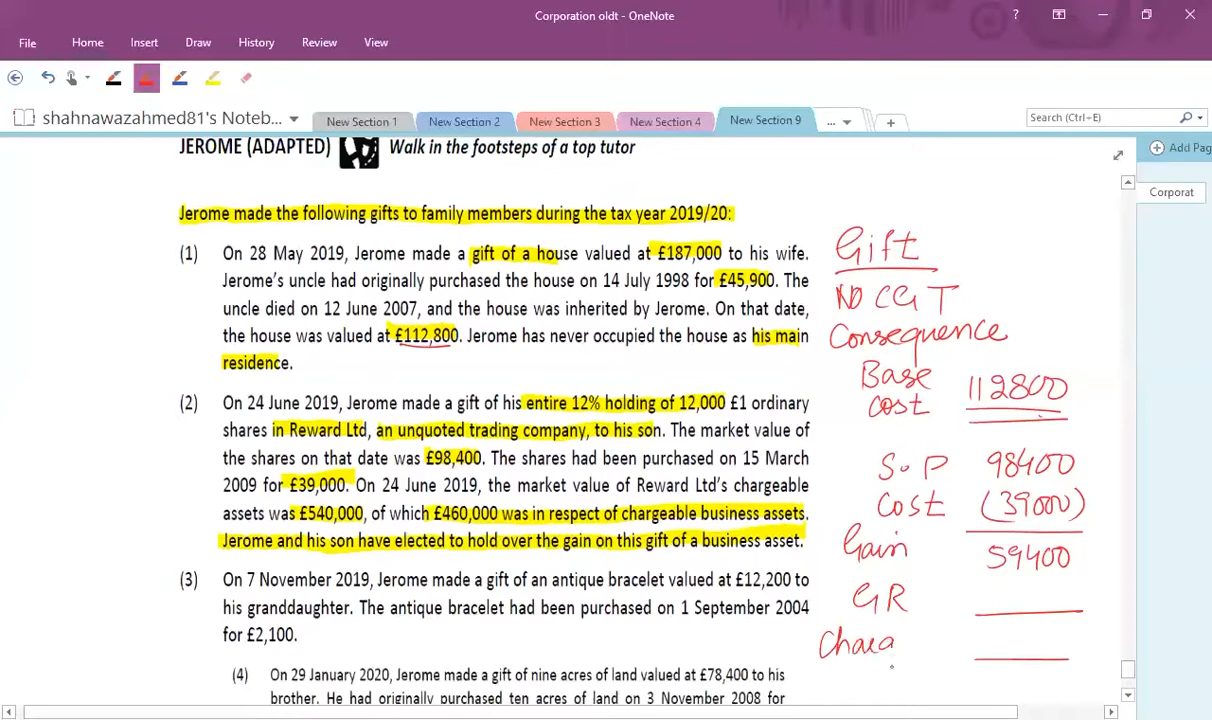 Corporation oldt - OneNote
?
File
Home
Insert
Draw
History
Review
View
shahnawazahmed81's Noteb...
New Section 1
New Section 2
New Section 3
New Section 4
New Section 9
...
Search (Ctrl+E)
Add Pag
Corporat
JEROME (ADAPTED)
Walk in the footsteps of a top tutor
Jerome made the following gifts to family members during the tax year 2019/20:
(1) On 28 May 2019, Jerome made a gift of a house valued at £187,000 to his wife.
Jerome's uncle had originally purchased the house on 14 July 1998 for £45,900. The
uncle died on 12 June 2007, and the house was inherited by Jerome. On that date,
the house was valued at £112,800. Jerome has never occupied the house as his main
residence.
(2) On 24 June 2019, Jerome made a gift of his entire 12% holding of 12,000 £1 ordinary
shares in Reward Ltd, an unquoted trading company, to his son. The market value of
the shares on that date was £98,400. The shares had been purchased on 15 March
2009 for £39,000. On 24 June 2019, the market value of Reward Ltd's chargeable
assets was £540,000, of which £460,000 was in respect of chargeable business assets.
Jerome and his son have elected to hold over the gain on this gift of a business asset.
(3) On 7 November 2019, Jerome made a gift of an antique bracelet valued at £12,200 to
his granddaughter. The antique bracelet had been purchased on 1 September 2004
for £2,100.
(4) On 29 January 2020, Jerome made a gift of nine acres of land valued at £78,400 to his
brother. He had originally purchased ten acres of land on 3 November 2008 for
Gift
NO CGT
Consequence
Base
Cost 112800
S.P 98400
Cost (39000)
Gain 59400
GR
Chara